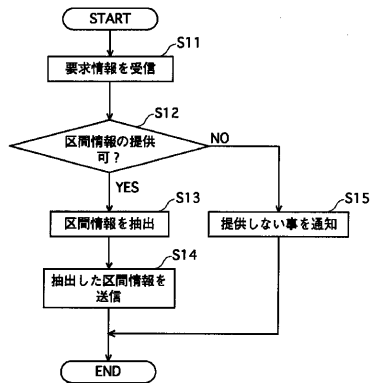 START
S11
要求情報を受信
S12
区間情報の提供
可？
NO
YES
S13
区間情報を抽出
S15
提供しない事を通知
S14
抽出した区間情報を
送信
END